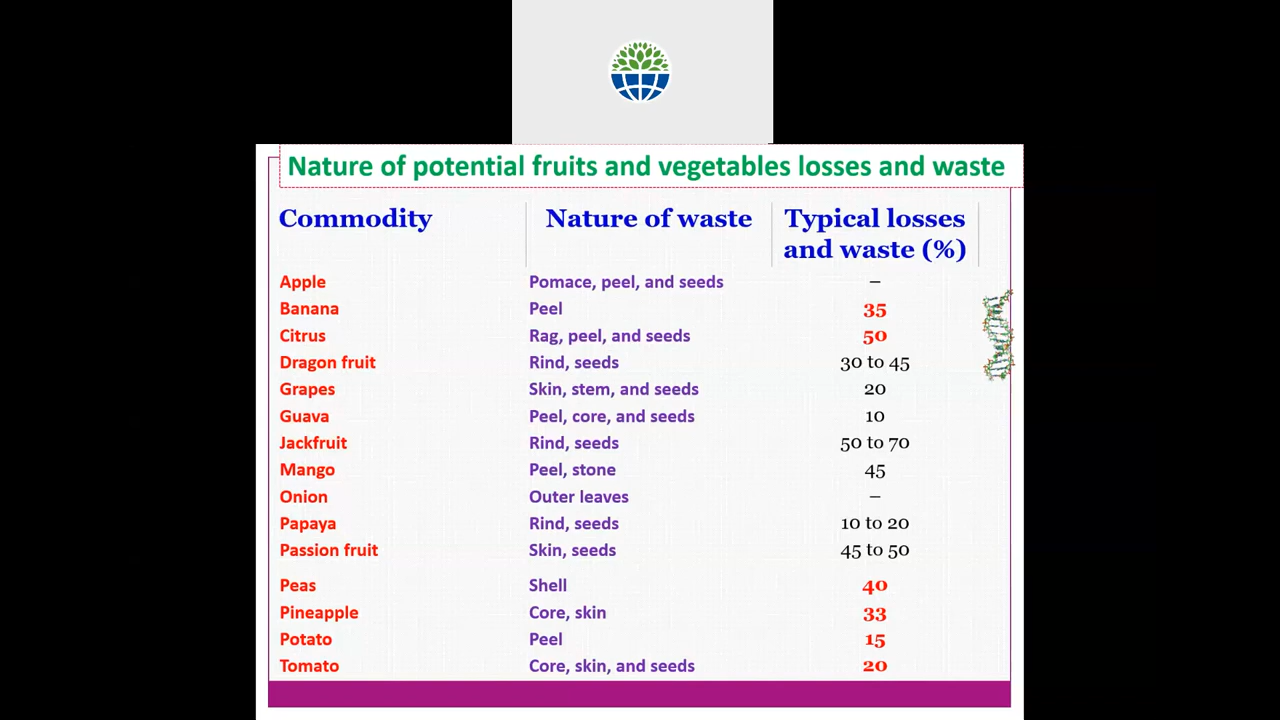 Nature of potential fruits and vegetables losses and waste
Commodity Nature of waste Typical losses and waste (%)
Apple Pomace, peel, and seeds –
Banana Peel 35
Citrus Rag, peel, and seeds 50
Dragon fruit Rind, seeds 30 to 45
Grapes Skin, stem, and seeds 20
Guava Peel, core, and seeds 10
Jackfruit Rind, seeds 50 to 70
Mango Peel, stone 45
Onion Outer leaves –
Papaya Rind, seeds 10 to 20
Passion fruit Skin, seeds 45 to 50
Peas Shell 40
Pineapple Core, skin 33
Potato Peel 15
Tomato Core, skin, and seeds 20